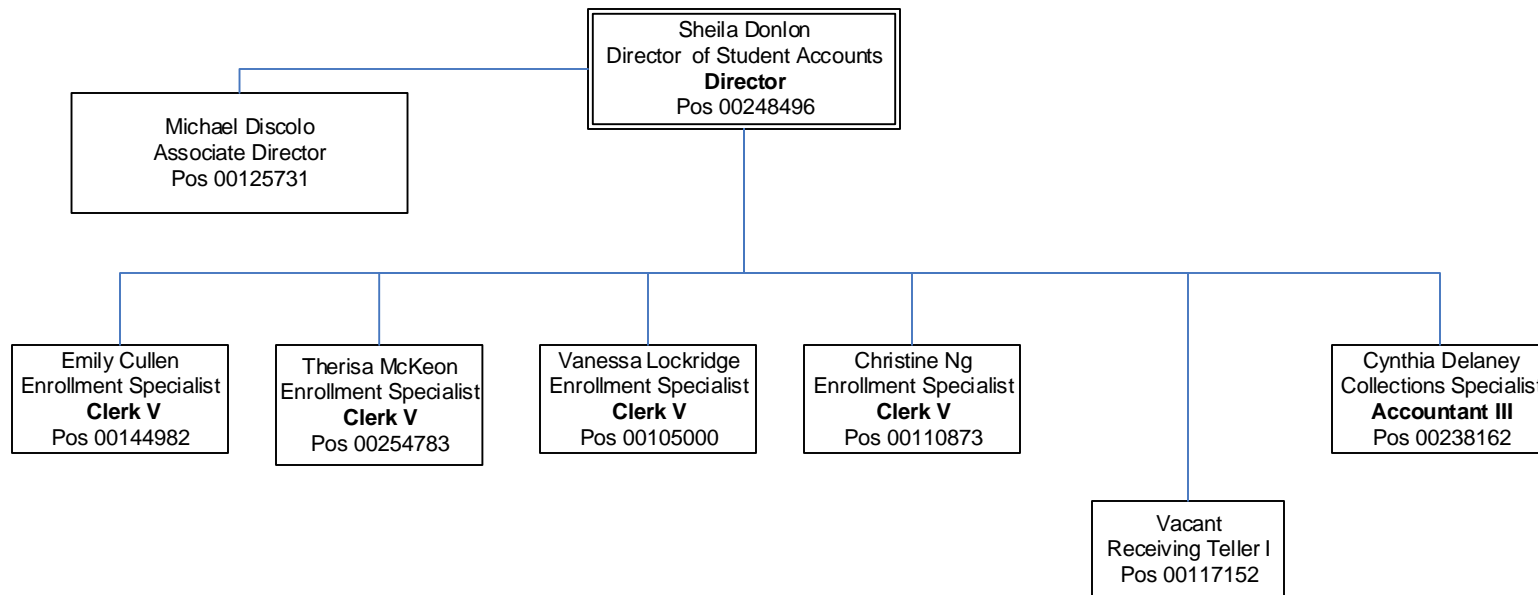 Sheila Donlon
Director of Student Accounts
Director
Pos 00248496
Michael Discolo
Associate Director
Pos 00125731
Emily Cullen
Enrollment Specialist
Clerk V
Pos 00144982
Therisa McKeon
Enrollment Specialist
Clerk V
Pos 00254783
Vanessa Lockridge
Enrollment Specialist
Clerk V
Pos 00105000
Christine Ng
Enrollment Specialist
Clerk V
Pos 00110873
Cynthia Delaney
Collections Specialist
Accountant III
Pos 00238162
Vacant
Receiving Teller I
Pos 00117152